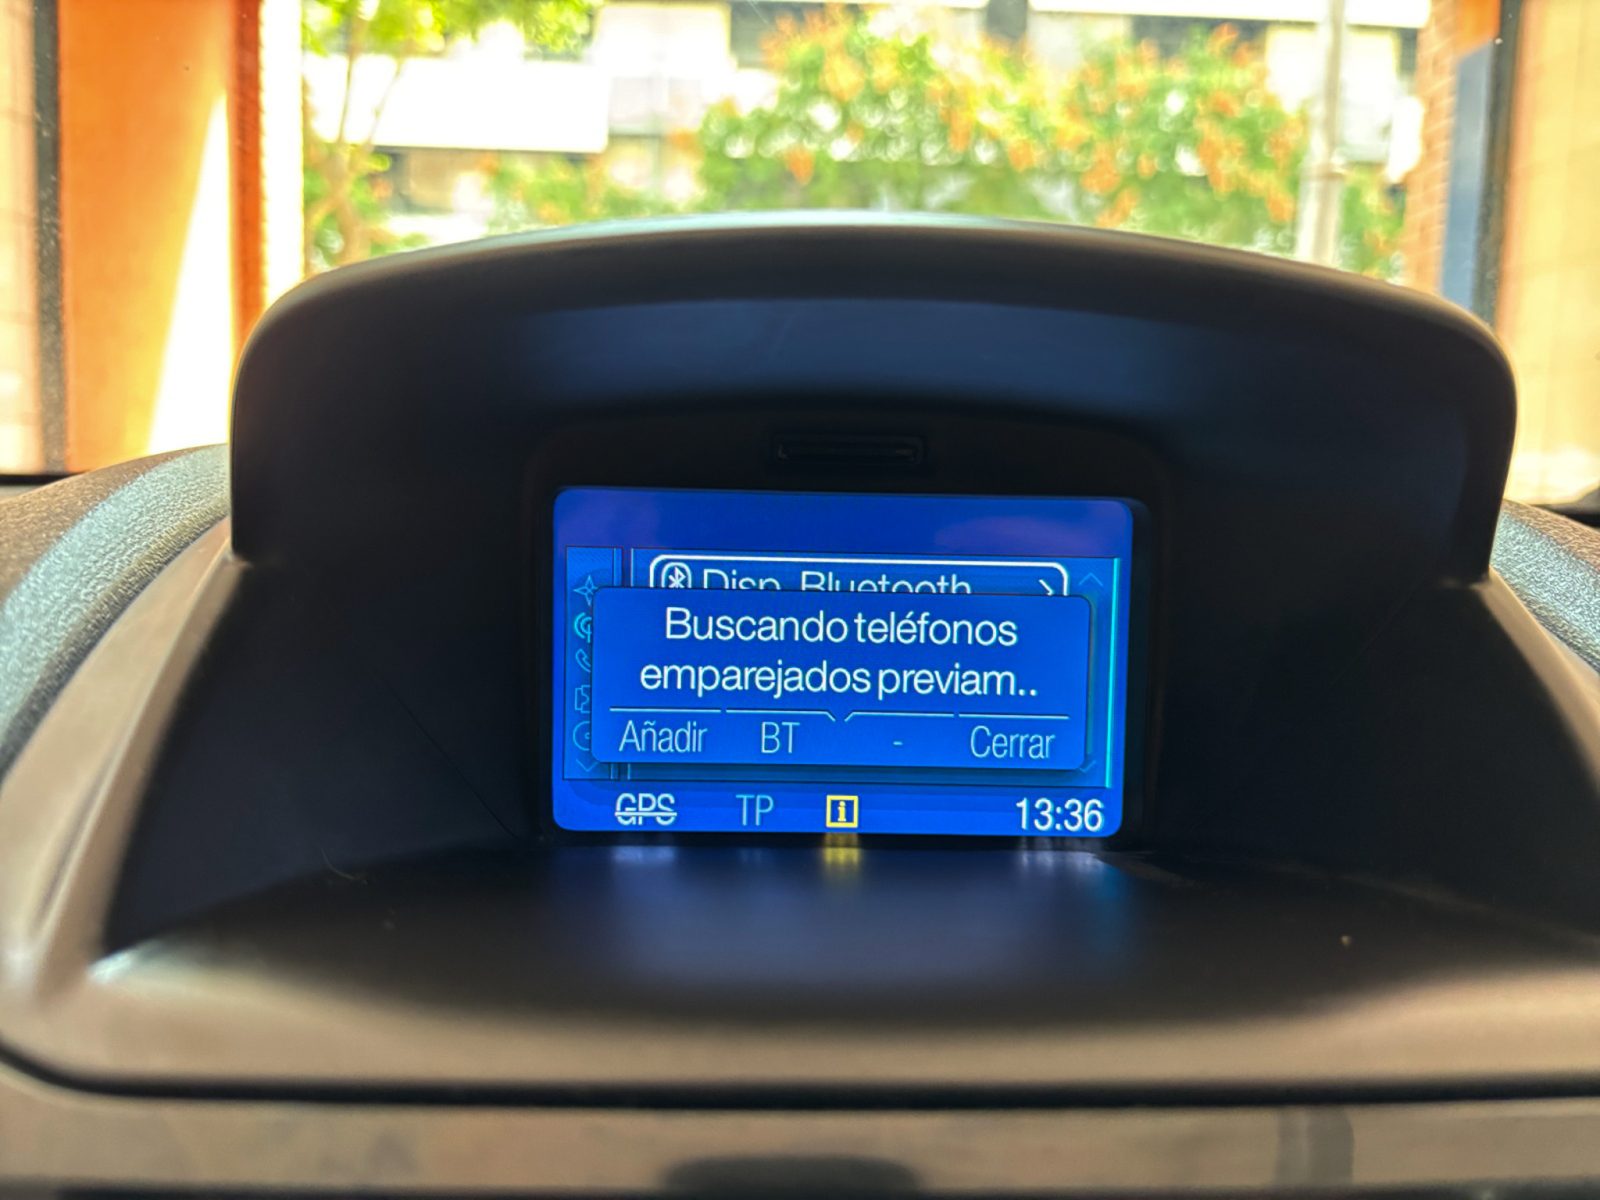 Disp. Bluetooth
Buscando teléfonos
emparejados previam..
Añadir BT - Cerrar
GPS TP i 13:36